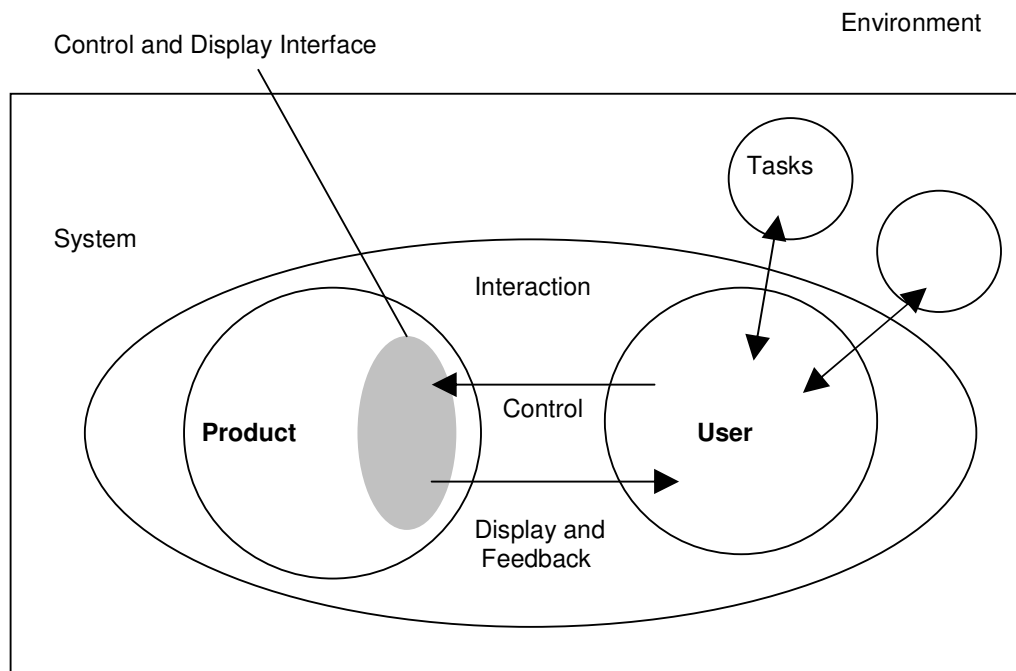 Environment
Control and Display Interface
Tasks
System
Interaction
Control
Product
User
Display and
Feedback